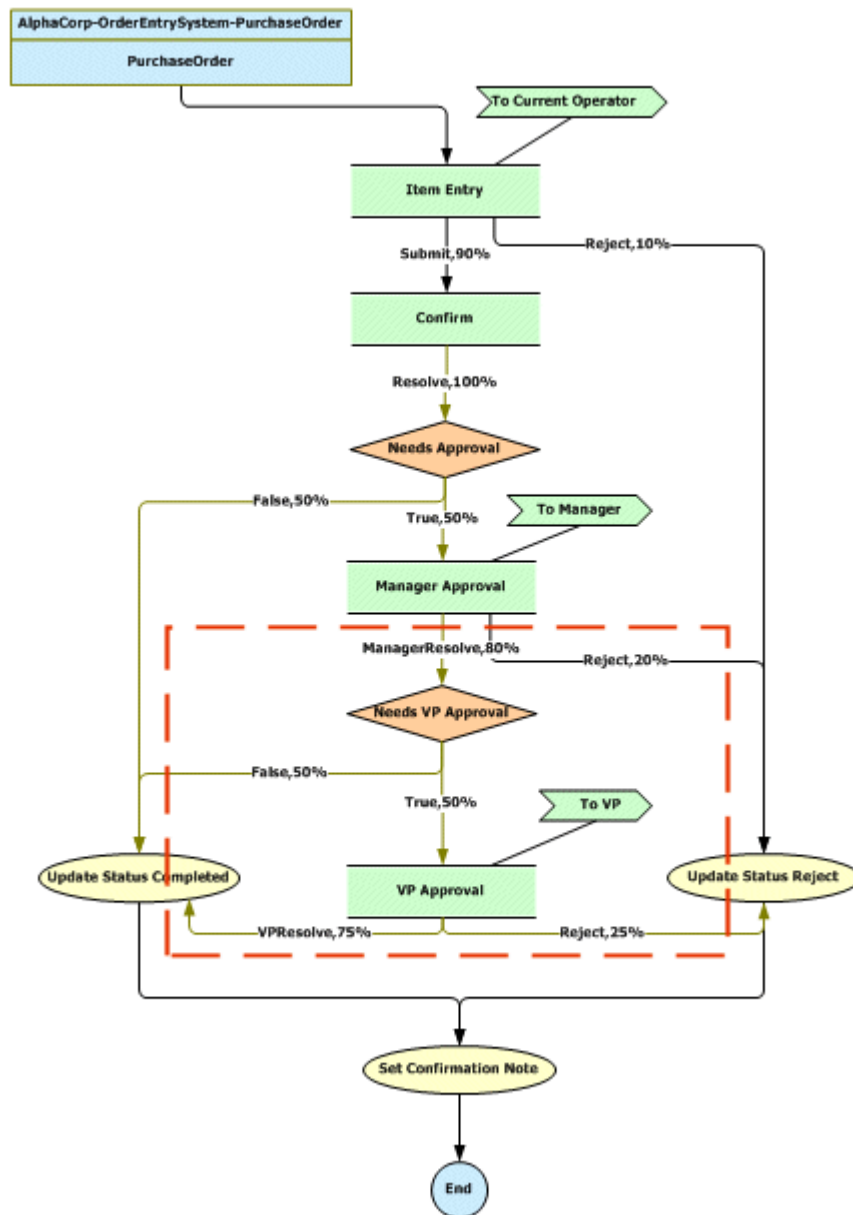 AlphaCorp-OrderEntrySystem-PurchaseOrder
PurchaseOrder
To Current Operator
Item Entry
Submit,90%
Reject,10%
Confirm
Resolve,100%
Needs Approval
False,50%
True,50%
To Manager
Manager Approval
ManagerResolve,80%
Reject,20%
Needs VP Approval
False,50%
True,50%
To VP
Update Status Completed
VP Approval
Update Status Reject
VPResolve,75%
Reject,25%
Set Confirmation Note
End